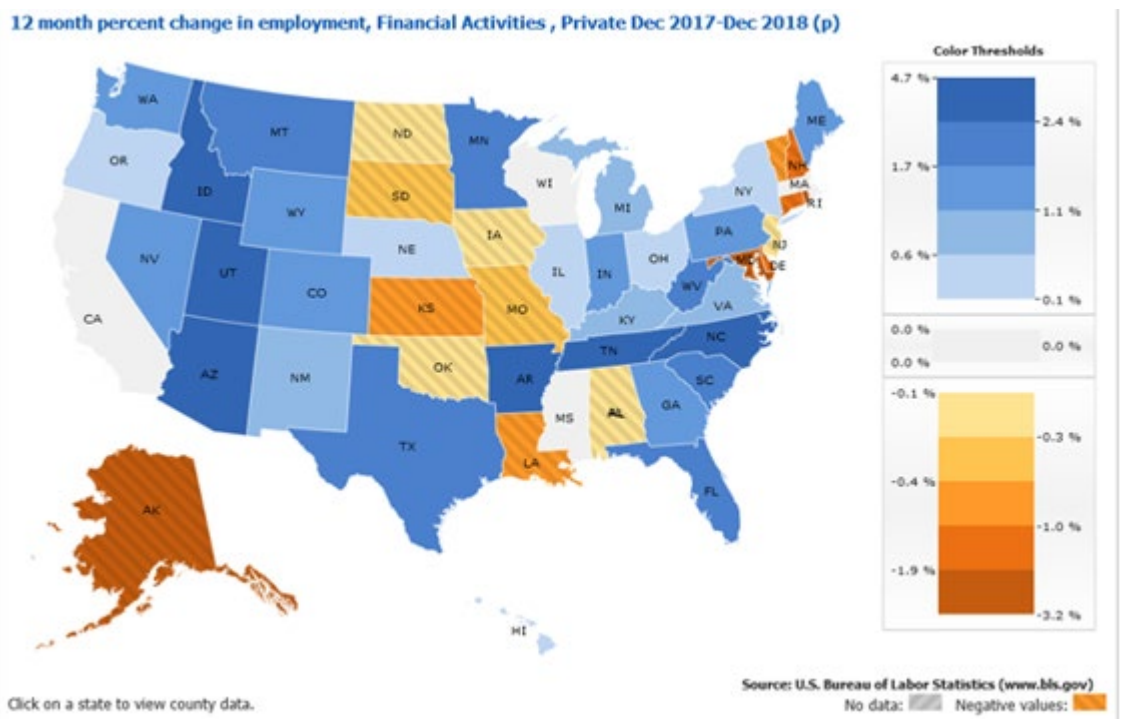 12 month percent change in employment, Financial Activities , Private Dec 2017-Dec 2018 (p)
Color Thresholds
4.7 %
2.4 %
1.7 %
1.1 %
0.6 %
0.1 %
0.0 %
0.0 %
0.0 %
-0.1 %
-0.3 %
-0.4 %
-1.0 %
-1.9 %
-3.2 %
WA
MT
ND
MN
ME
OR
ID
SD
WI
NH
MA
NY
RI
WY
MI
IA
PA
NJ
NE
NV
UT
CO
IL
IN
OH
MD
DE
WV
VA
CA
KS
MO
KY
NC
TN
AZ
NM
OK
AR
SC
MS
AL
GA
TX
LA
FL
AK
HI
Click on a state to view county data.
Source: U.S. Bureau of Labor Statistics (www.bls.gov)
No data:
Negative values: